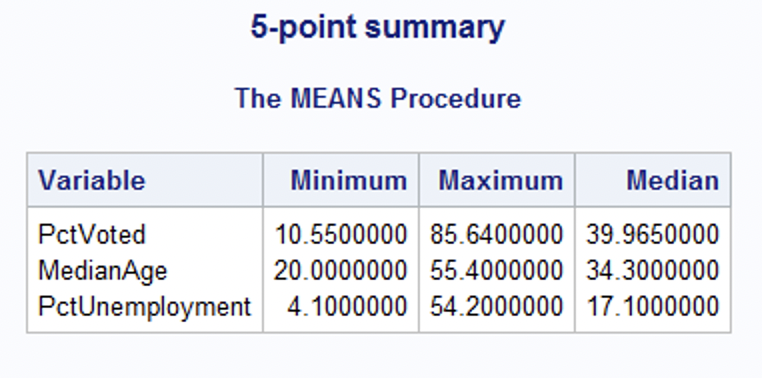 5-point summary
The MEANS Procedure
Variable Minimum Maximum Median
PctVoted 10.5500000 85.6400000 39.9650000
MedianAge 20.0000000 55.4000000 34.3000000
PctUnemployment 4.1000000 54.2000000 17.1000000